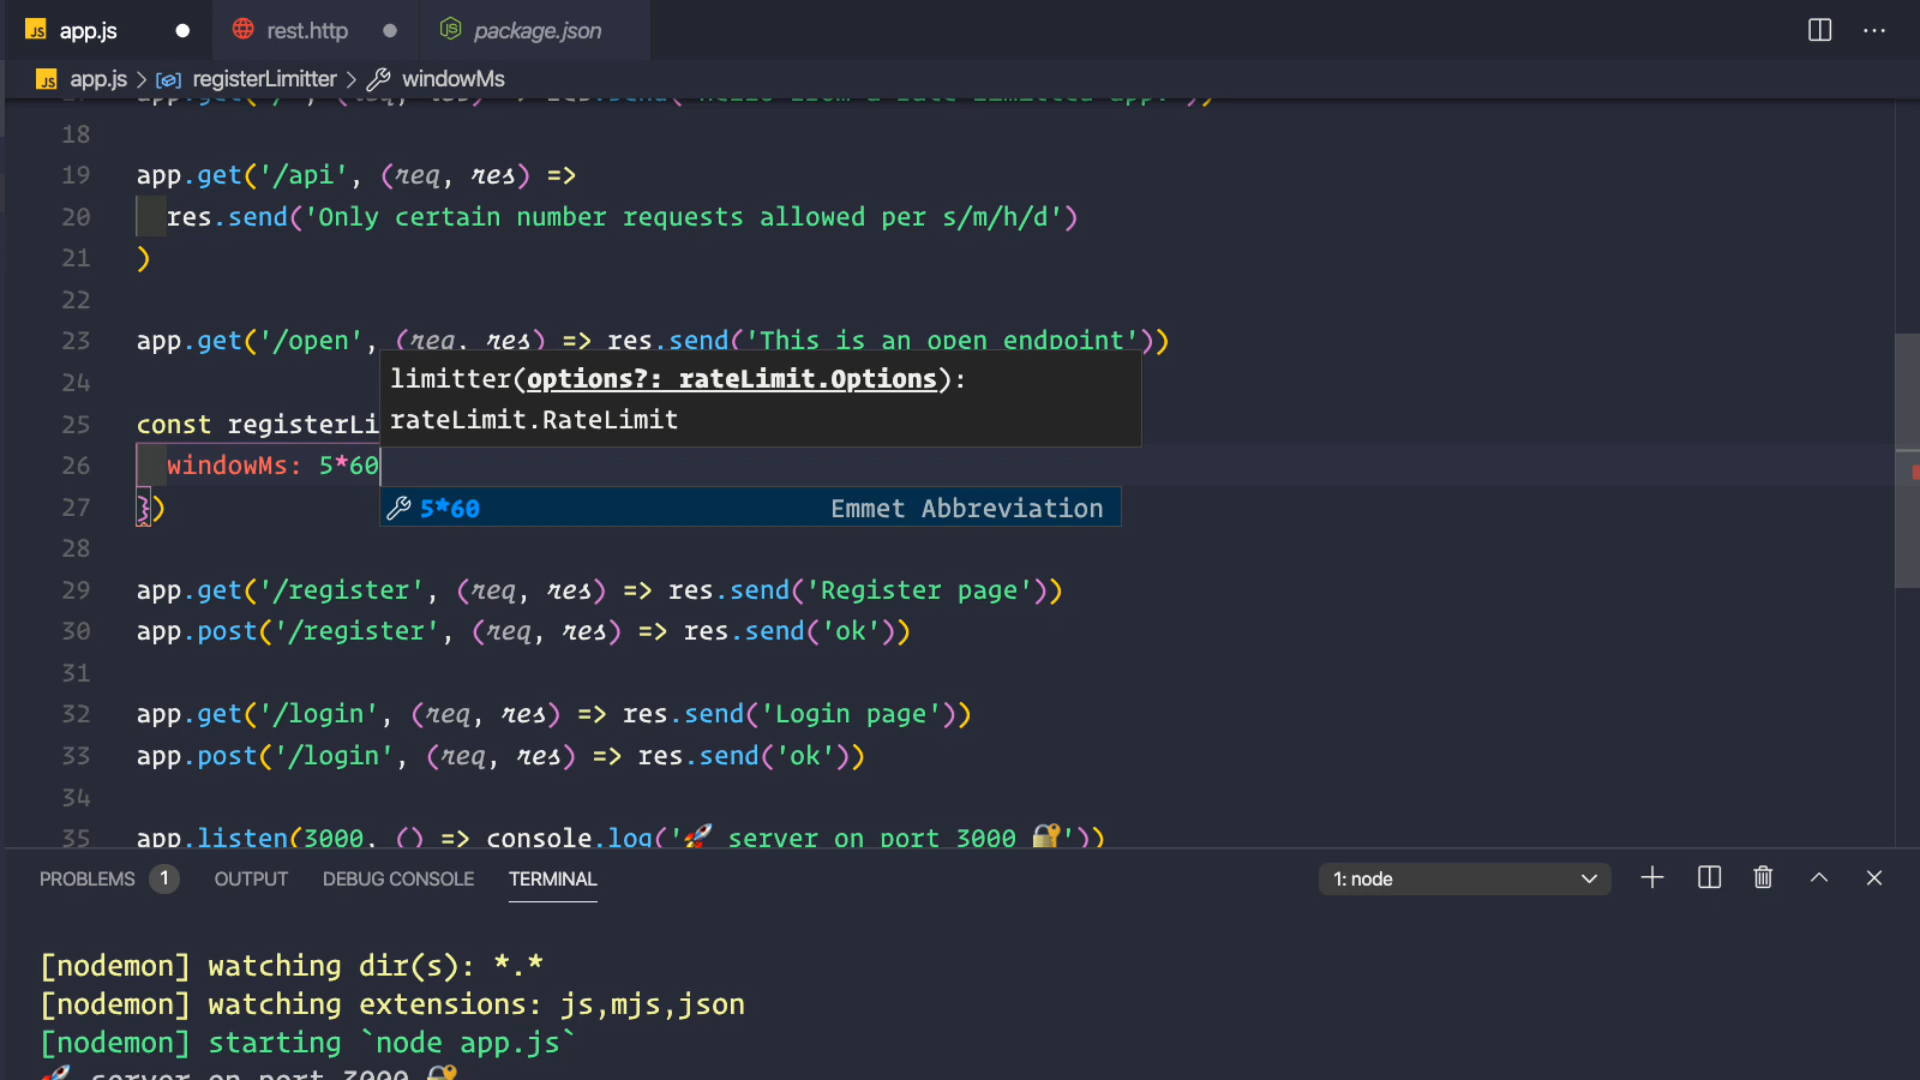 app.js
rest.http
package.json
app.js > registerLimitter > windowMs
18
19 app.get('/api', (req, res) =>
20 res.send('Only certain number requests allowed per s/m/h/d')
21 )
22
23 app.get('/open', (req, res) => res.send('This is an open endpoint'))
24
limitter(options?: rateLimit.Options):
rateLimit.RateLimit
25 const registerLi
26 windowMs: 5*60
27 })
5*60 Emmet Abbreviation
28
29 app.get('/register', (req, res) => res.send('Register page'))
30 app.post('/register', (req, res) => res.send('ok'))
31
32 app.get('/login', (req, res) => res.send('Login page'))
33 app.post('/login', (req, res) => res.send('ok'))
34
35 app.listen(3000, () => console.log('🚀 server on port 3000 🔐'))
PROBLEMS 1 OUTPUT DEBUG CONSOLE TERMINAL 1: node
[nodemon] watching dir(s): *.*
[nodemon] watching extensions: js,mjs,json
[nodemon] starting `node app.js`
🚀 server on port 3000 🔐